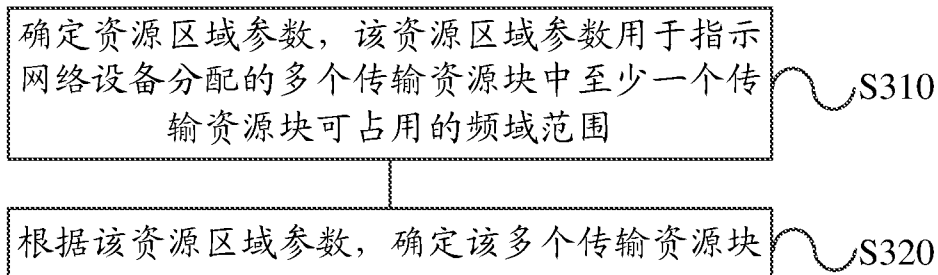 确定资源区域参数，该资源区域参数用于指示
网络设备分配的多个传输资源块中至少一个传
输资源块可占用的频域范围
S310
根据该资源区域参数，确定该多个传输资源块
S320